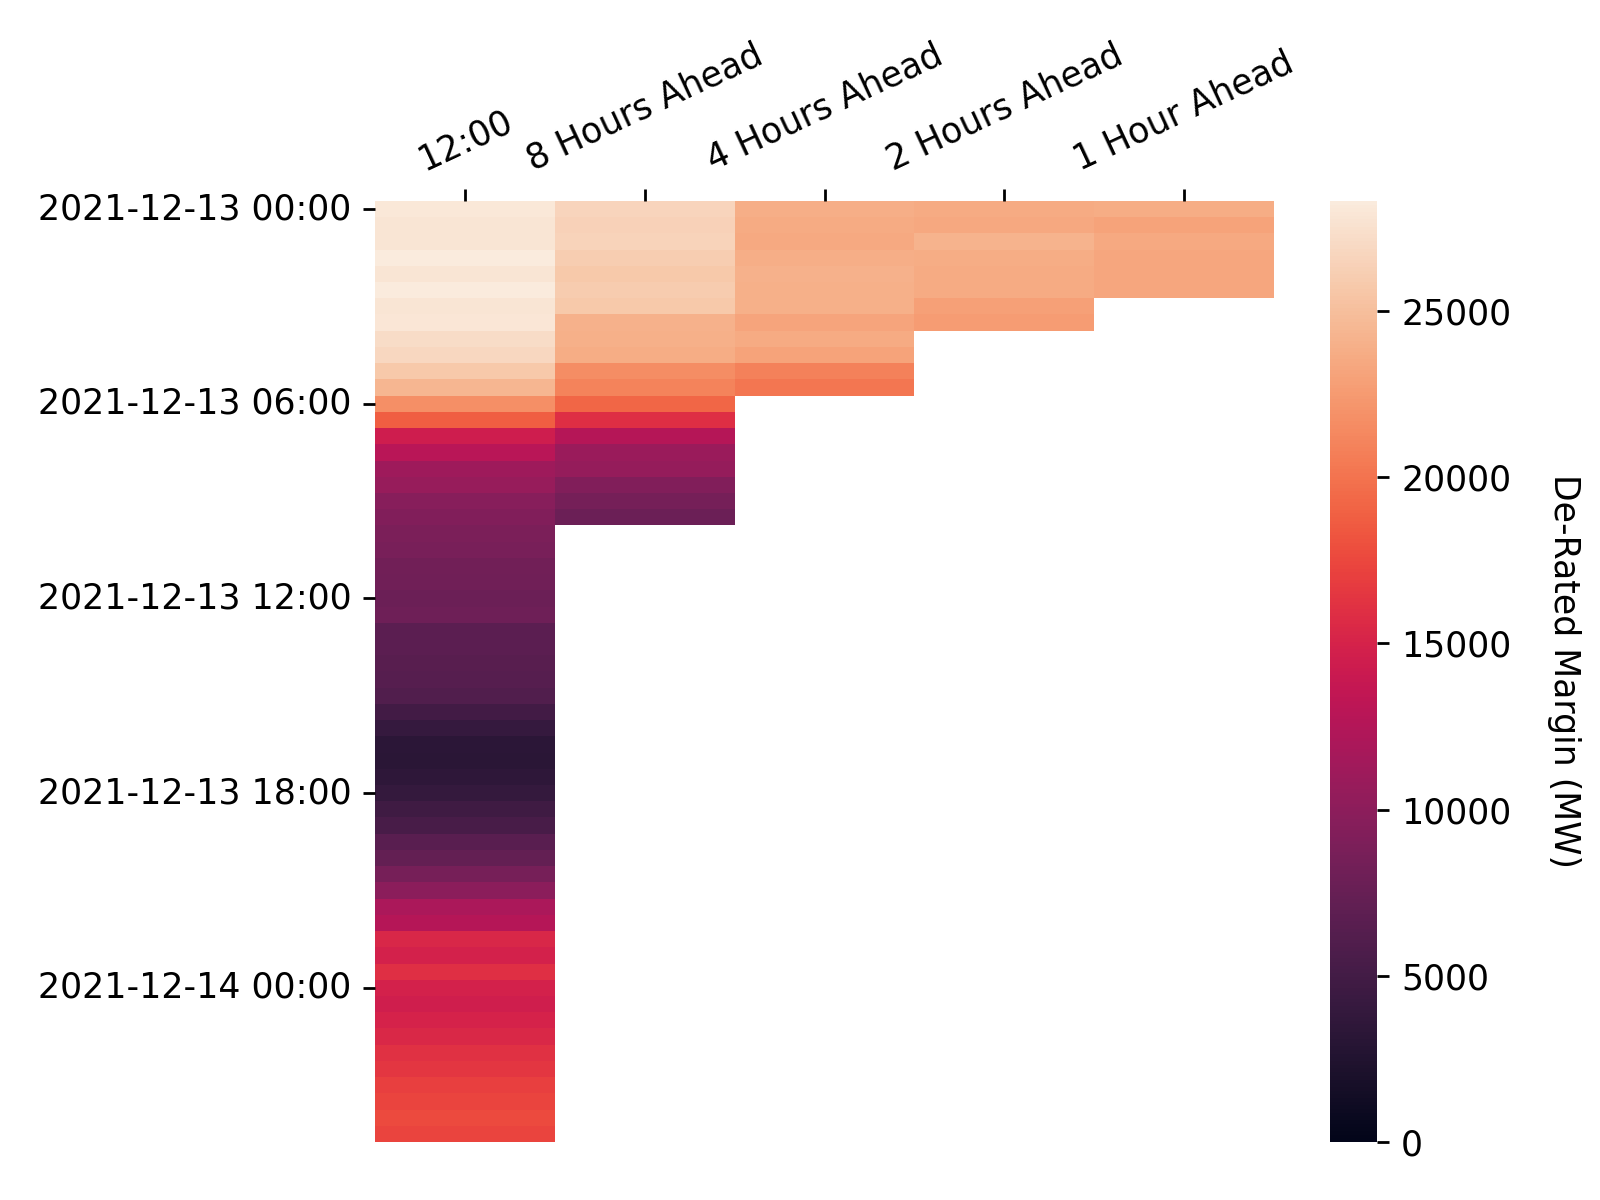 12:00
8 Hours Ahead
4 Hours Ahead
2 Hours Ahead
1 Hour Ahead
2021-12-13 00:00
2021-12-13 06:00
2021-12-13 12:00
2021-12-13 18:00
2021-12-14 00:00
25000
20000
15000
10000
5000
0
De-Rated Margin (MW)